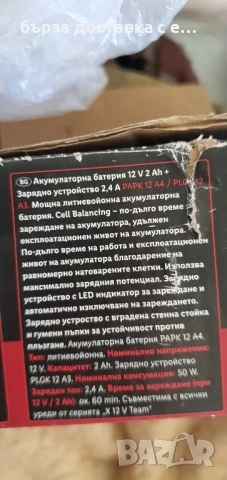 бърза доставка с
BG Акумулаторна батерия 12 V 2 Ah +
Зарядно устройство 2,4 A PAPK 12 A4 / PLGK 12
A3. Мощна литиевойонна акумулаторна
батерия. Cell Balancing – по-дълго време
зареждане на акумулатора, удължен
експлоатационен живот на акумулатора.
По-дълго време на работа и експлоатационен
живот на акумулатора благодарение на
равномерно натоварените клетки. Използва
максимално зарядния потенциал. Зарядно
устройство с LED индикатор за зареждане и
автоматично изключване на зареждането.
Зарядно устройство с вградена стенна стойка
и гумени пъпки за устойчивост против
плъзгане. Акумулаторна батерия PAPK 12 A4.
Тип: литиевойонна. Номинално напрежение:
12 V. Капацитет: 2 Ah. Зарядно устройство
PLGK 12 A3. Номинална консумация: 50 W.
Заряден ток: 2,4 A. Време за зареждане (при
12 V / 2 Ah): ок. 60 min. Съвместима с всички
уреди от серията „X 12 V Team"
bazar